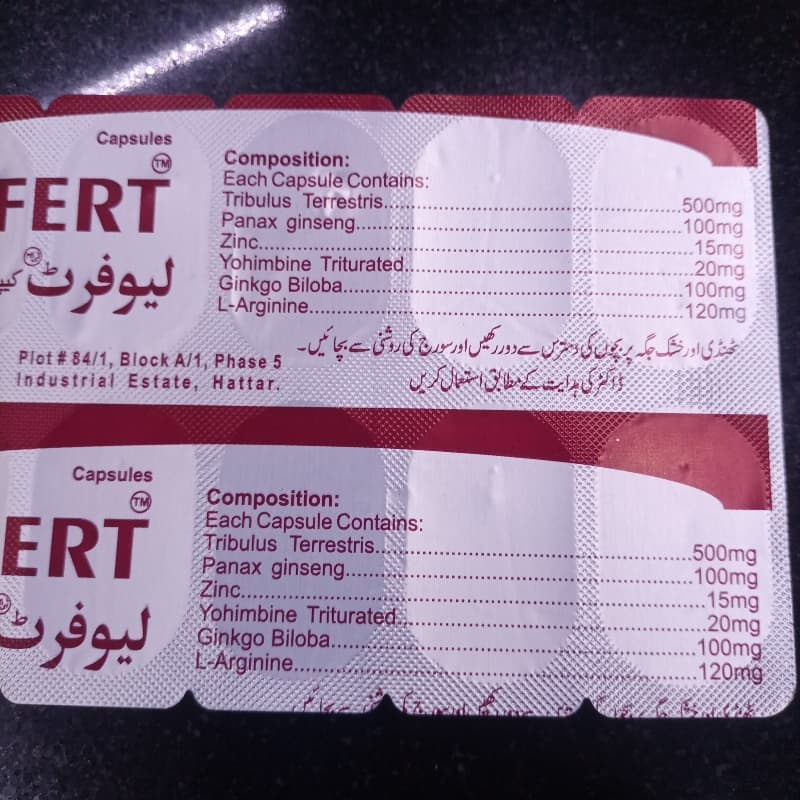 Capsules
FERT TM
لیوفرٹ
Plot # 84/1, Block A/1, Phase 5
Industrial Estate, Hattar.
Composition:
Each Capsule Contains:
Tribulus Terrestris.....500mg
Panax ginseng.....100mg
Zinc.....15mg
Yohimbine Triturated.....20mg
Ginkgo Biloba.....100mg
L-Arginine.....120mg
ٹھنڈی اور خشک جگہ پر بچوں کی دسترس سے دور رکھیں اور سورج کی روشنی سے بچائیں۔
ڈاکٹر کی ہدایت کے مطابق استعمال کریں
Capsules
ERT TM
لیوفرٹ
Composition:
Each Capsule Contains:
Tribulus Terrestris.....500mg
Panax ginseng.....100mg
Zinc.....15mg
Yohimbine Triturated.....20mg
Ginkgo Biloba.....100mg
L-Arginine.....120mg